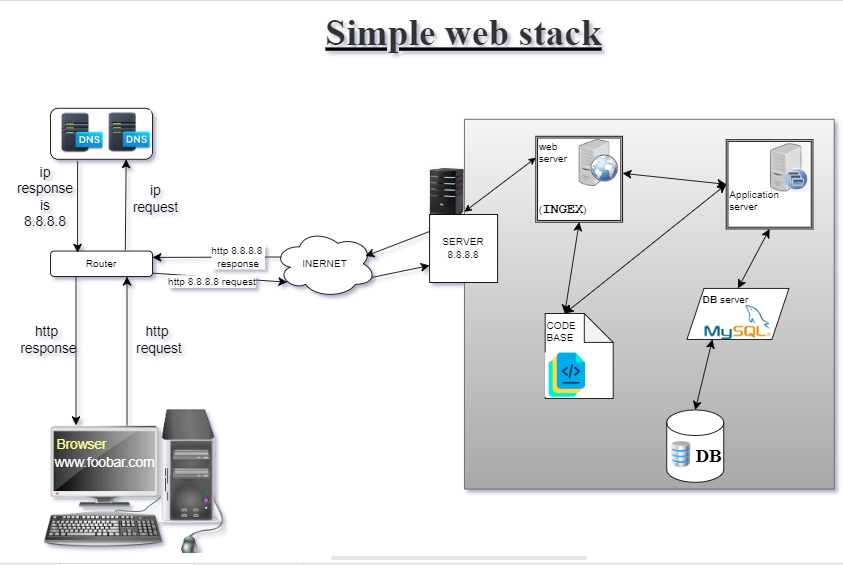 Simple web stack
DNS
DNS
ip
response
is
8.8.8.8
ip
request
Router
http 8.8.8.8
response
http 8.8.8.8 request
INERNET
SERVER
8.8.8.8
web
server
(INGEX)
Application
server
CODE
BASE
</>
DB server
MySQL
DB
http
response
http
request
Browser
www.foobar.com